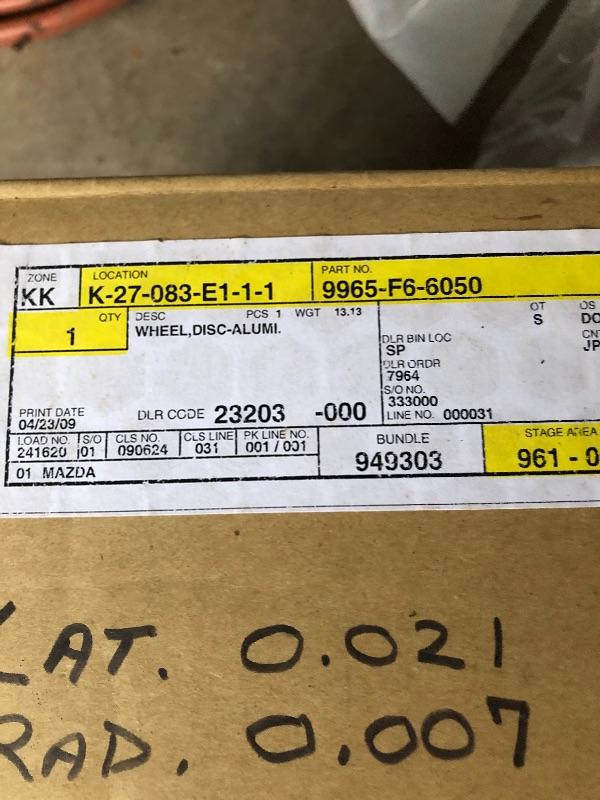 ZONE LOCATION PART NO.
KK K-27-083-E1-1-1 9965-F6-6050
QTY DESC PCS 1 WGT 13.13 OT
1 WHEEL,DISC-ALUMI. S
DLR BIN LOC
SP
DLR ORDR
7964
S/O NO.
333000
PRINT DATE DLR CODE 23203 -000 LINE NO. 000031
04/23/09
LOAD NO. S/O CLS NO. CLS LINE PK LINE NO. BUNDLE STAGE AREA
241620 01 090624 031 001 / 001 949303 961 - 0
01 MAZDA
LAT. 0.021
RAD. 0.007